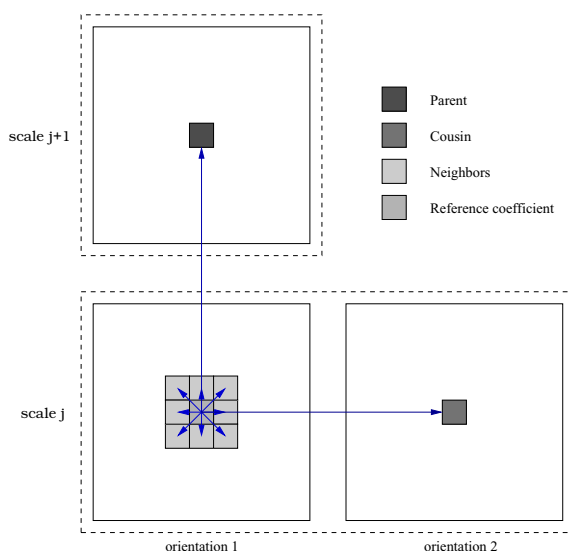 scale j+1
Parent
Cousin
Neighbors
Reference coefficient
scale j
orientation 1
orientation 2